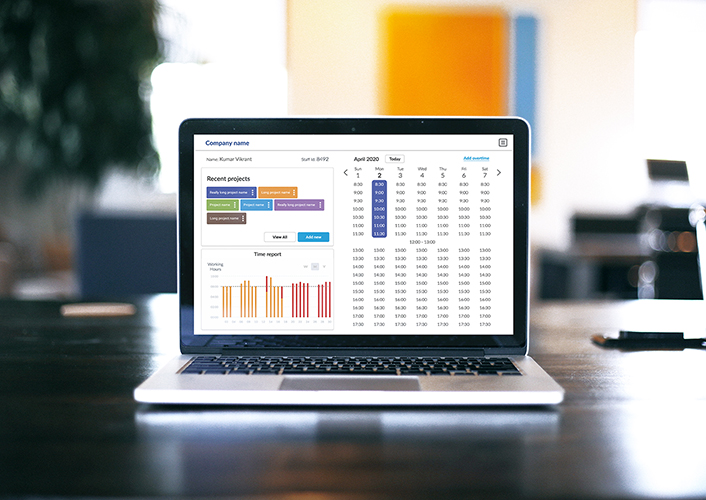 Company name
Name: Kumar Vikrant
Staff Id: 8492
Recent projects
Really long project name
Long project name
Project name
Project name
Really long project name
Long project name
View All
Add new
Time report
Working
Hours
April 2020
Today
Add overtime
Sun Mon Tue Wed Thu Fri Sat
1 2 3 4 5 6 7
8:30 8:30 8:30 8:30 8:30 8:30 8:30
9:00 9:00 9:00 9:00 9:00 9:00 9:00
9:30 9:30 9:30 9:30 9:30 9:30 9:30
10:00 10:00 10:00 10:00 10:00 10:00 10:00
10:30 10:30 10:30 10:30 10:30 10:30 10:30
11:00 11:00 11:00 11:00 11:00 11:00 11:00
11:30 11:30 11:30 11:30 11:30 11:30 11:30
12:00 - 13:00
13:00 13:00 13:00 13:00 13:00 13:00 13:00
13:30 13:30 13:30 13:30 13:30 13:30 13:30
14:00 14:00 14:00 14:00 14:00 14:00 14:00
14:30 14:30 14:30 14:30 14:30 14:30 14:30
15:00 15:00 15:00 15:00 15:00 15:00 15:00
15:30 15:30 15:30 15:30 15:30 15:30 15:30
16:00 16:00 16:00 16:00 16:00 16:00 16:00
16:30 16:30 16:30 16:30 16:30 16:30 16:30
17:00 17:00 17:00 17:00 17:00 17:00 17:00
17:30 17:30 17:30 17:30 17:30 17:30 17:30